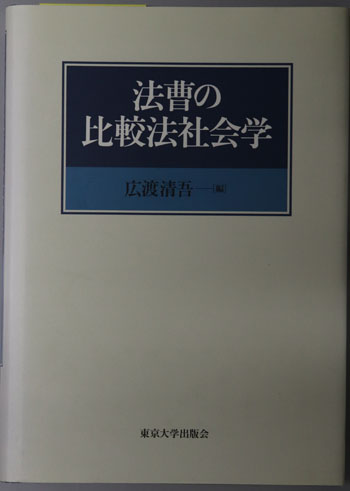 法曹の
比較法社会学
広渡清吾—[編]
東京大学出版会